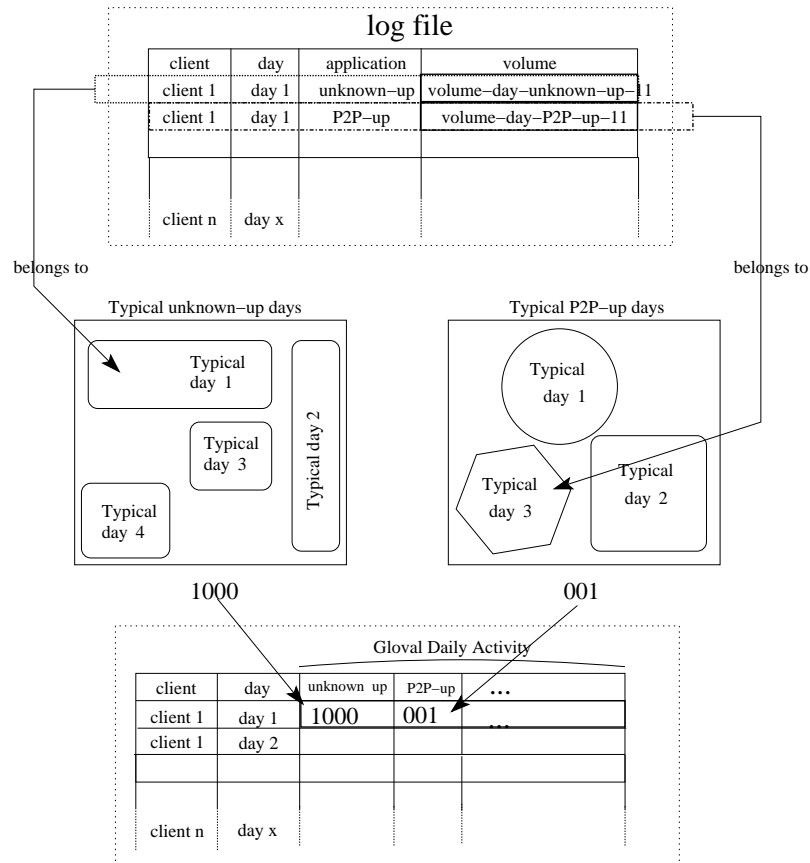 log file
client day application volume
client 1 day 1 unknown−up volume−day−unknown−up−11
client 1 day 1 P2P−up volume−day−P2P−up−11
client n day x
belongs to
belongs to
Typical unknown−up days
Typical P2P−up days
Typical
day 1
Typical day 2
Typical
day 3
Typical
day 4
Typical
day 1
Typical
day 2
Typical
day 3
1000
001
Gloval Daily Activity
client day unknown up P2P−up ...
client 1 day 1 1000 001 ...
client 1 day 2
client n day x